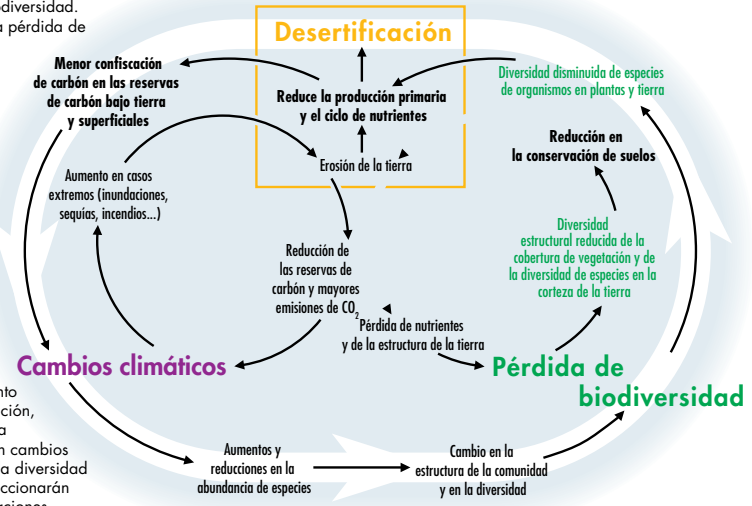 diversidad.
a pérdida de
Desertificación
Menor confiscación
de carbón en las reservas
de carbón bajo tierra
y superficiales
Reduce la producción primaria
y el ciclo de nutrientes
Diversidad disminuida de especies
de organismos en plantas y tierra
Reducción en
la conservación de suelos
Erosión de la tierra
Aumento en casos
extremos (inundaciones,
sequías, incendios...)
Diversidad
estructural reducida de la
cobertura de vegetación y de
la diversidad de especies en la
corteza de la tierra
Reducción de
las reservas de
carbón y mayores
emisiones de CO2
Pérdida de nutrientes
y de la estructura de la tierra
Cambios climáticos
Pérdida de
biodiversidad
nto
ción,
a
n cambios
a diversidad
ccionarán
Aumentos y
reducciones en la
abundancia de especies
Cambio en la
estructura de la comunidad
y en la diversidad